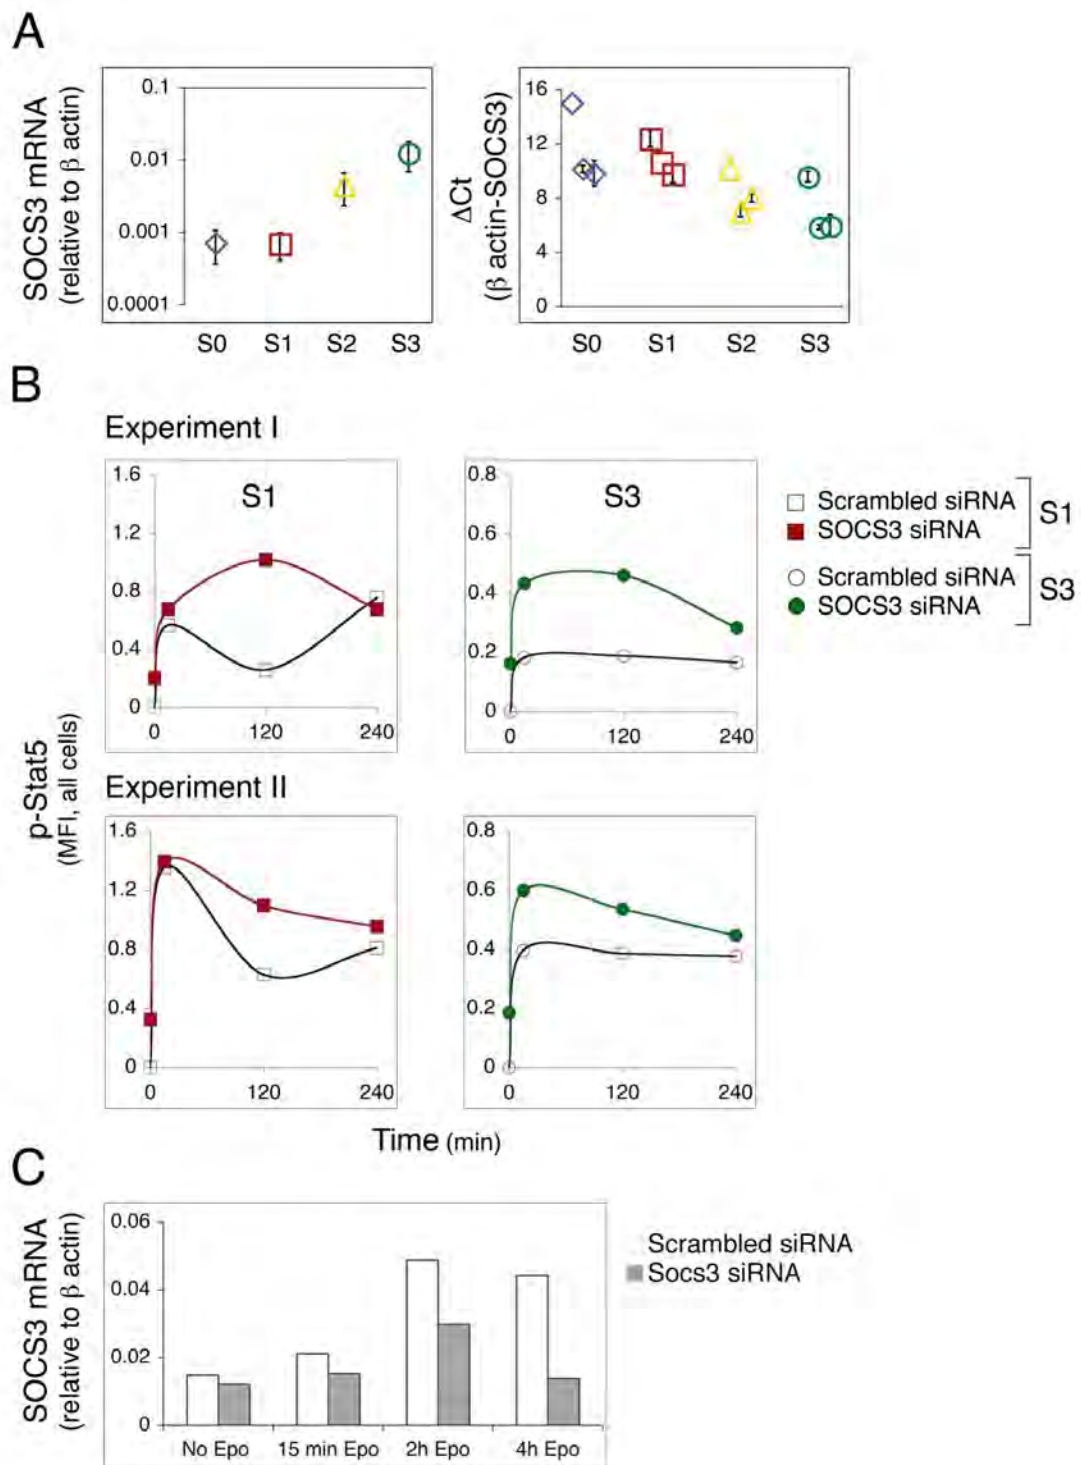 A
SOCS3 mRNA
(relative to β actin)
0.1
0.01
0.001
0.0001
S0 S1 S2 S3
ΔCt
(β actin-SOCS3)
16
12
8
4
0
S0 S1 S2 S3
B
Experiment I
p-Stat5
(MFI, all cells)
S1
1.6
1.2
0.8
0.4
0
0 120 240
S3
0.8
0.6
0.4
0.2
0
0 120 240
Scrambled siRNA
SOCS3 siRNA
S1
Scrambled siRNA
SOCS3 siRNA
S3
Experiment II
1.6
1.2
0.8
0.4
0
0 120 240
0.8
0.6
0.4
0.2
0
0 120 240
Time (min)
C
SOCS3 mRNA
(relative to β actin)
0.06
0.04
0.02
0
No Epo 15 min Epo 2h Epo 4h Epo
Scrambled siRNA
Socs3 siRNA